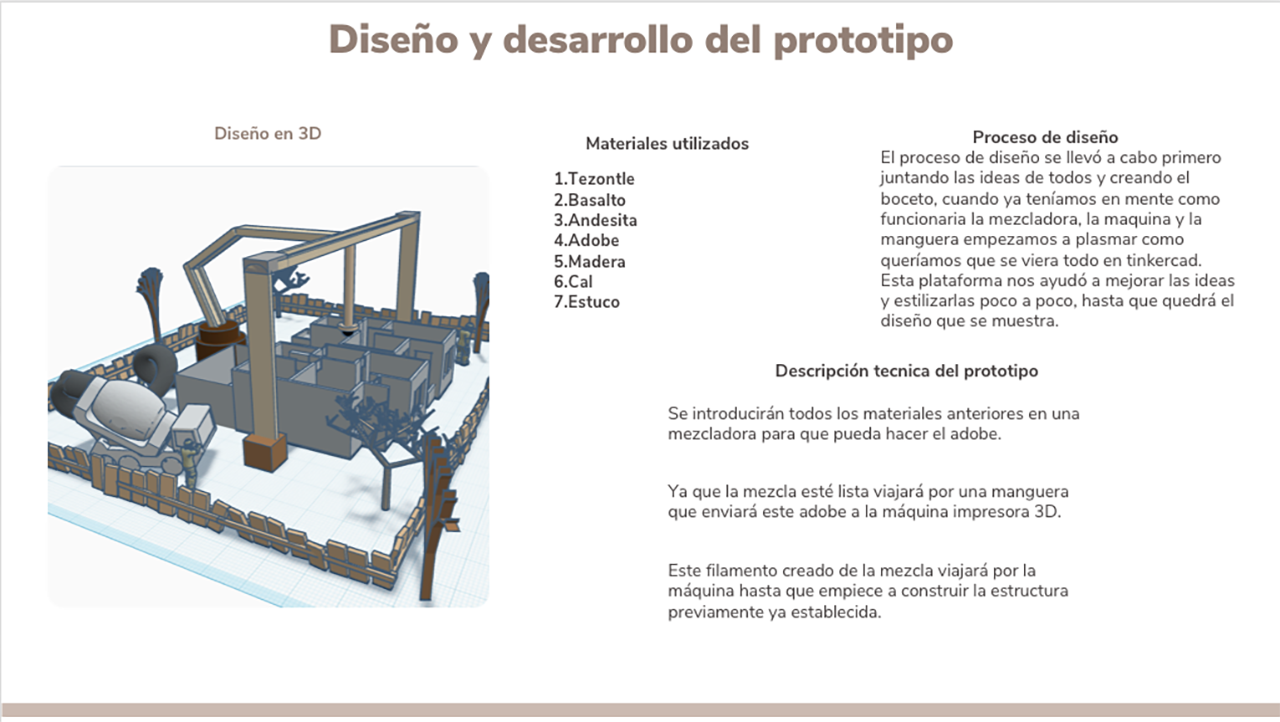 Diseño y desarrollo del prototipo
Diseño en 3D
Materiales utilizados
1.Tezontle
2.Basalto
3.Andesita
4.Adobe
5.Madera
6.Cal
7.Estuco
Proceso de diseño
El proceso de diseño se llevó a cabo primero
juntando las ideas de todos y creando el
boceto, cuando ya teníamos en mente como
funcionaria la mezcladora, la maquina y la
manguera empezamos a plasmar como
queríamos que se viera todo en tinkercad.
Esta plataforma nos ayudó a mejorar las ideas
y estilizarlas poco a poco, hasta que quedrá el
diseño que se muestra.
Descripción tecnica del prototipo
Se introducirán todos los materiales anteriores en una
mezcladora para que pueda hacer el adobe.
Ya que la mezcla esté lista viajará por una manguera
que enviará este adobe a la máquina impresora 3D.
Este filamento creado de la mezcla viajará por la
máquina hasta que empiece a construir la estructura
previamente ya establecida.